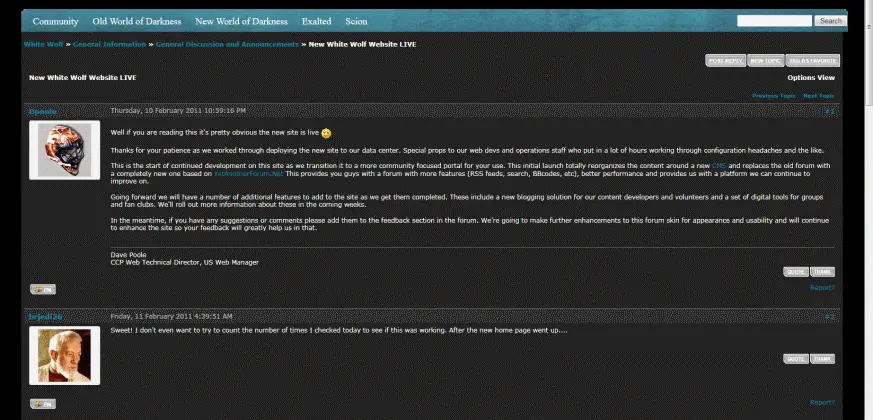 Community Old World of Darkness New World of Darkness Exalted Scion Search
White Wolf » General Information » General Discussion and Announcements » New White Wolf Website LIVE
POST REPLY NEW TOPIC TAG AS FAVORITE
New White Wolf Website LIVE Options View
Previous Topic Next Topic
Dpoole Thursday, 10 February 2011 10:59:16 PM #1
Well if you are reading this it's pretty obvious the new site is live
Thanks for your patience as we worked through deploying the new site to our data center. Special props to our web devs and operations staff who put in a lot of hours working through configuration headaches and the like.
This is the start of continued development on this site as we transition it to a more community focused portal for your use. This initial launch totally reorganizes the content around a new CMS and replaces the old forum with
a completely new one based on YetAnotherForum.Net This provides you guys with a forum with more features (RSS feeds, search, BBcodes, etc), better performance and provides us with a platform we can continue to
improve on.
Going forward we will have a number of additional features to add to the site as we get them completed. These include a new blogging solution for our content developers and volunteers and a set of digital tools for groups
and fan clubs. We'll roll out more information about these in the coming weeks.
In the meantime, if you have any suggestions or comments please add them to the feedback section in the forum. We're going to make further enhancements to this forum skin for appearance and usability and will continue
to enhance the site so your feedback will greatly help us in that.
Dave Poole
CCP Web Technical Director, US Web Manager
QUOTE THANK
PM Report?
brjedi26 Friday, 11 February 2011 4:39:51 AM #2
Sweet! I don't even want to try to count the number of times I checked today to see if this was working. After the new home page went up....
QUOTE THANK
PM Report?